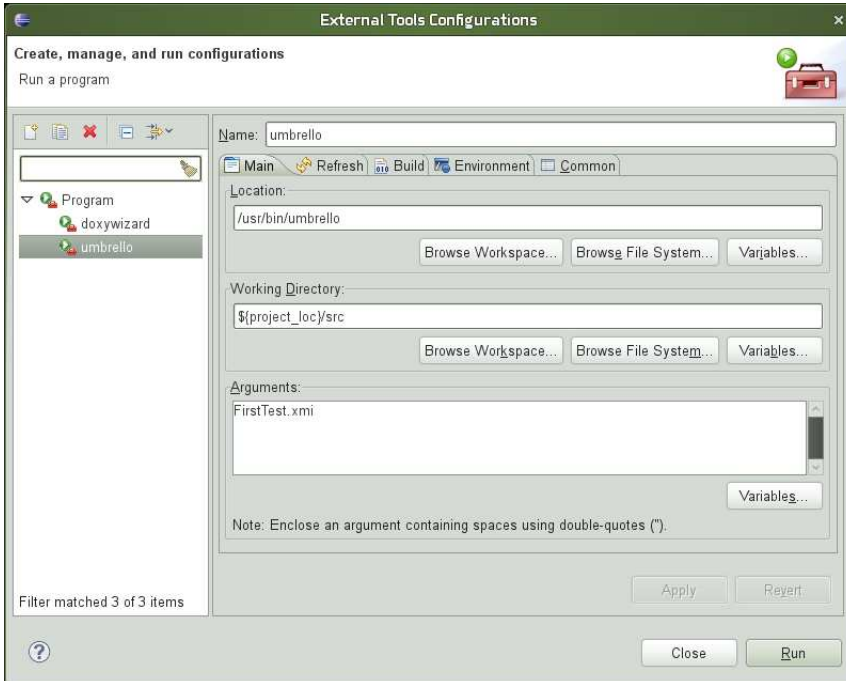 External Tools Configurations
Create, manage, and run configurations
Run a program
Name: umbrello
Main Refresh Build Environment Common
Program
doxywizard
umbrello
Location:
/usr/bin/umbrello
Browse Workspace... Browse File System... Variables...
Working Directory:
${project_loc}/src
Browse Workspace... Browse File System... Variables...
Arguments:
FirstTest.xmi
Variables...
Note: Enclose an argument containing spaces using double-quotes (").
Filter matched 3 of 3 items
Apply Revert
Close Run